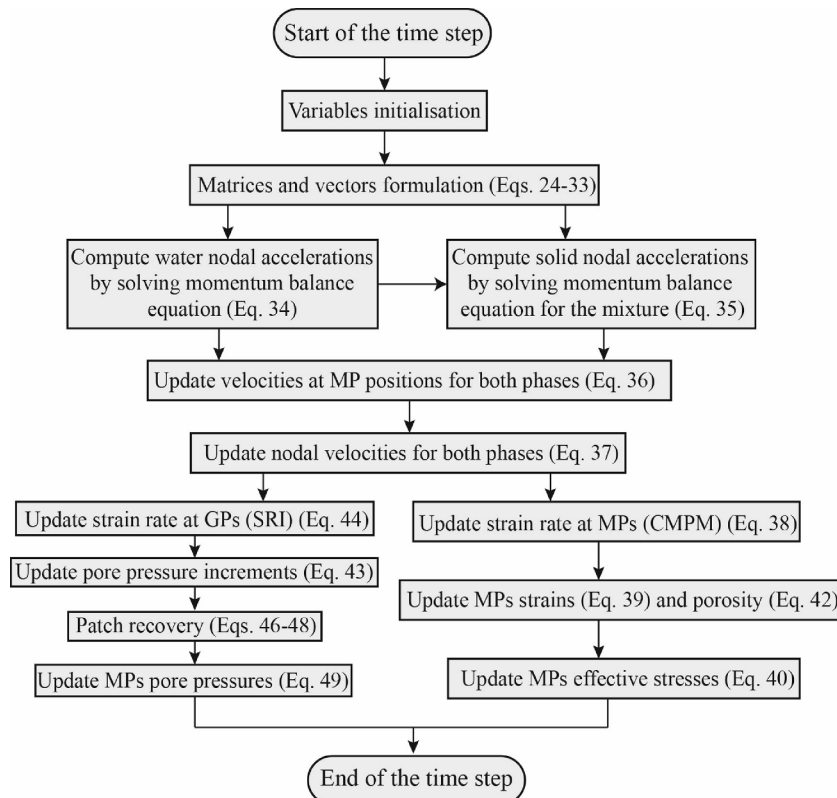 Start of the time step
Variables initialisation
Matrices and vectors formulation (Eqs. 24-33)
Compute water nodal accelerations
by solving momentum balance
equation (Eq. 34)
Compute solid nodal accelerations
by solving momentum balance
equation for the mixture (Eq. 35)
Update velocities at MP positions for both phases (Eq. 36)
Update nodal velocities for both phases (Eq. 37)
Update strain rate at GPs (SRI) (Eq. 44)
Update pore pressure increments (Eq. 43)
Patch recovery (Eqs. 46-48)
Update MPs pore pressures (Eq. 49)
Update strain rate at MPs (CMPM) (Eq. 38)
Update MPs strains (Eq. 39) and porosity (Eq. 42)
Update MPs effective stresses (Eq. 40)
End of the time step